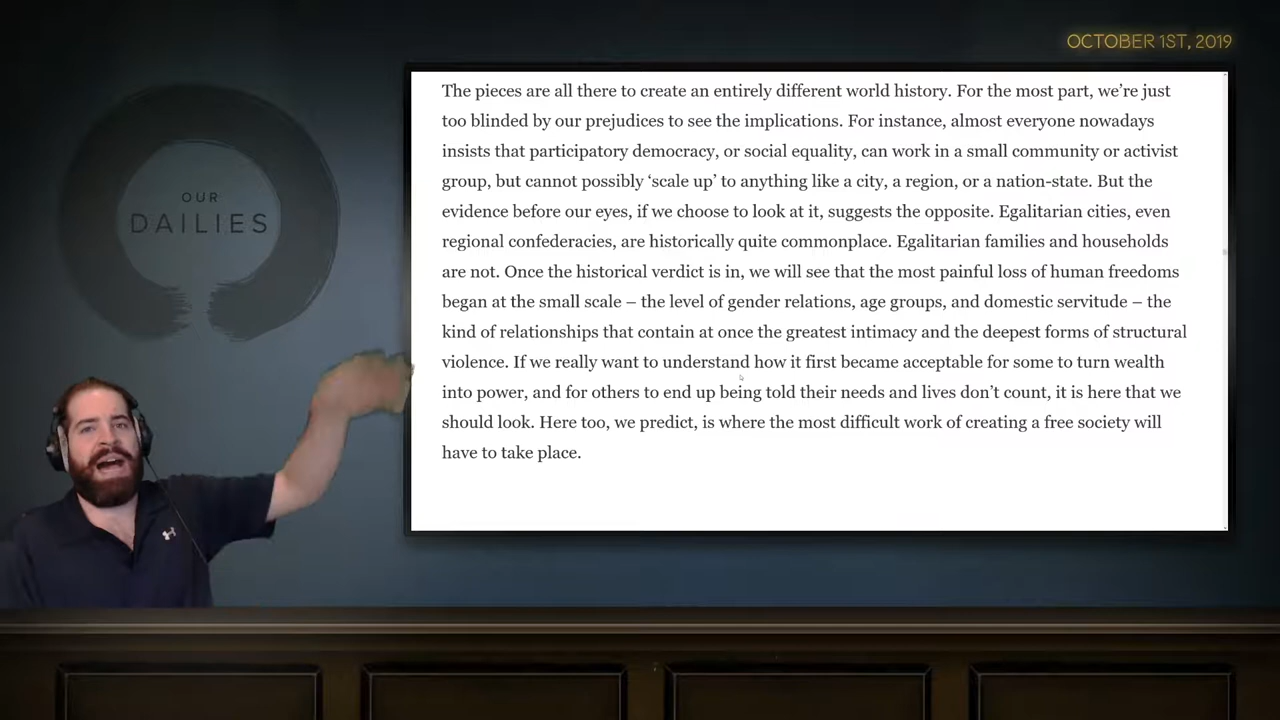 OCTOBER 1ST, 2019
OUR
DAILIES
The pieces are all there to create an entirely different world history. For the most part, we’re just
too blinded by our prejudices to see the implications. For instance, almost everyone nowadays
insists that participatory democracy, or social equality, can work in a small community or activist
group, but cannot possibly ‘scale up’ to anything like a city, a region, or a nation-state. But the
evidence before our eyes, if we choose to look at it, suggests the opposite. Egalitarian cities, even
regional confederacies, are historically quite commonplace. Egalitarian families and households
are not. Once the historical verdict is in, we will see that the most painful loss of human freedoms
began at the small scale – the level of gender relations, age groups, and domestic servitude – the
kind of relationships that contain at once the greatest intimacy and the deepest forms of structural
violence. If we really want to understand how it first became acceptable for some to turn wealth
into power, and for others to end up being told their needs and lives don’t count, it is here that we
should look. Here too, we predict, is where the most difficult work of creating a free society will
have to take place.